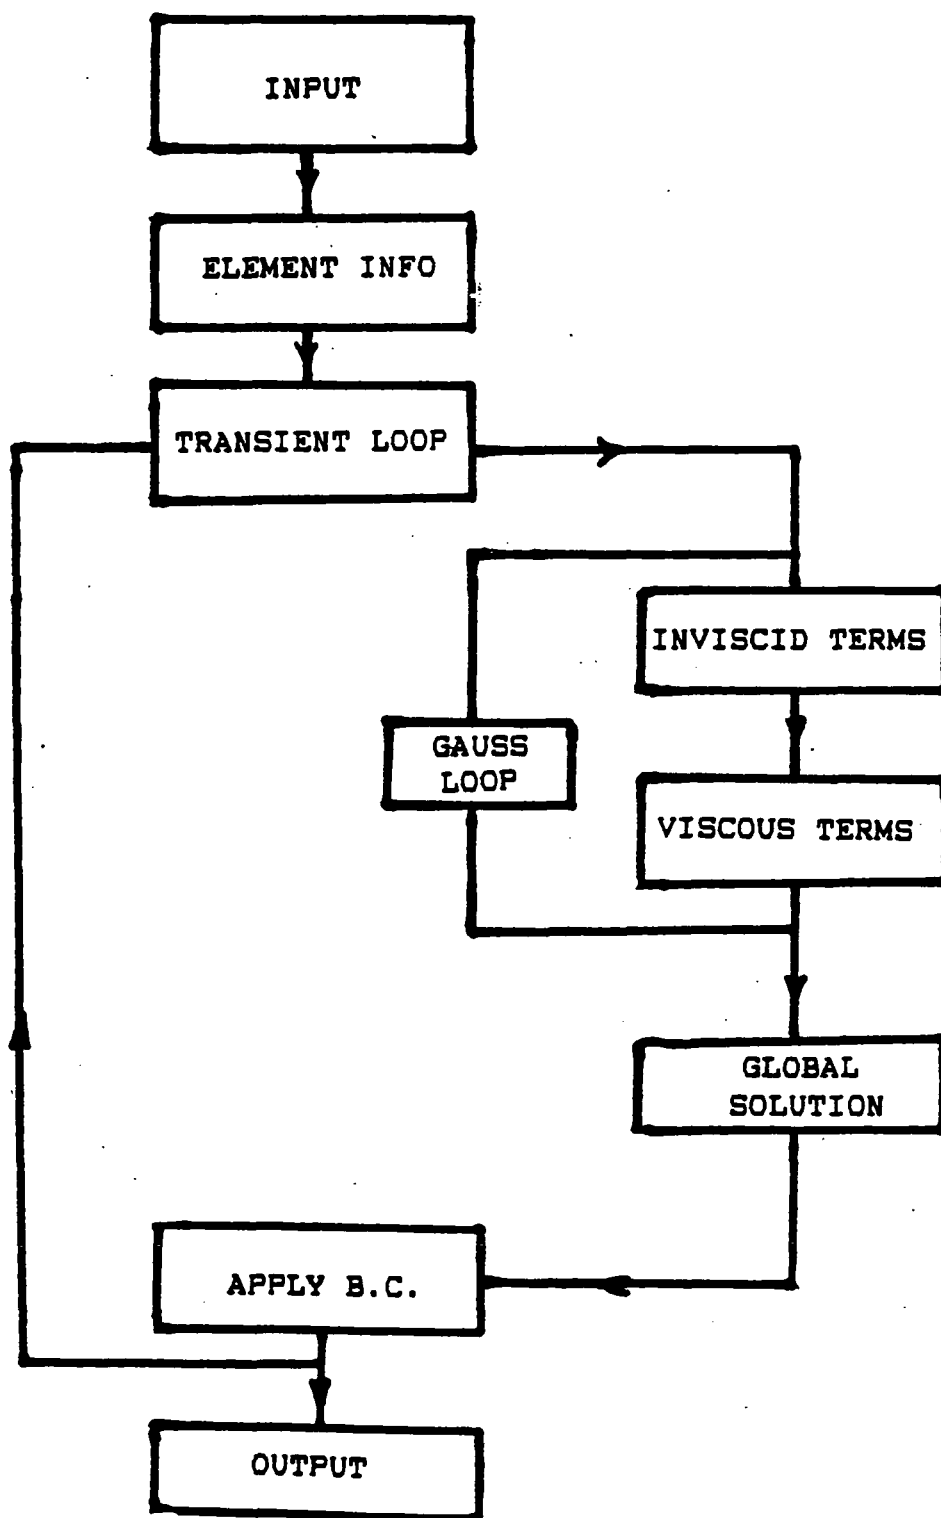 INPUT
ELEMENT INFO
TRANSIENT LOOP
INVISCID TERMS
GAUSS
LOOP
VISCOUS TERMS
GLOBAL
SOLUTION
APPLY B.C.
OUTPUT